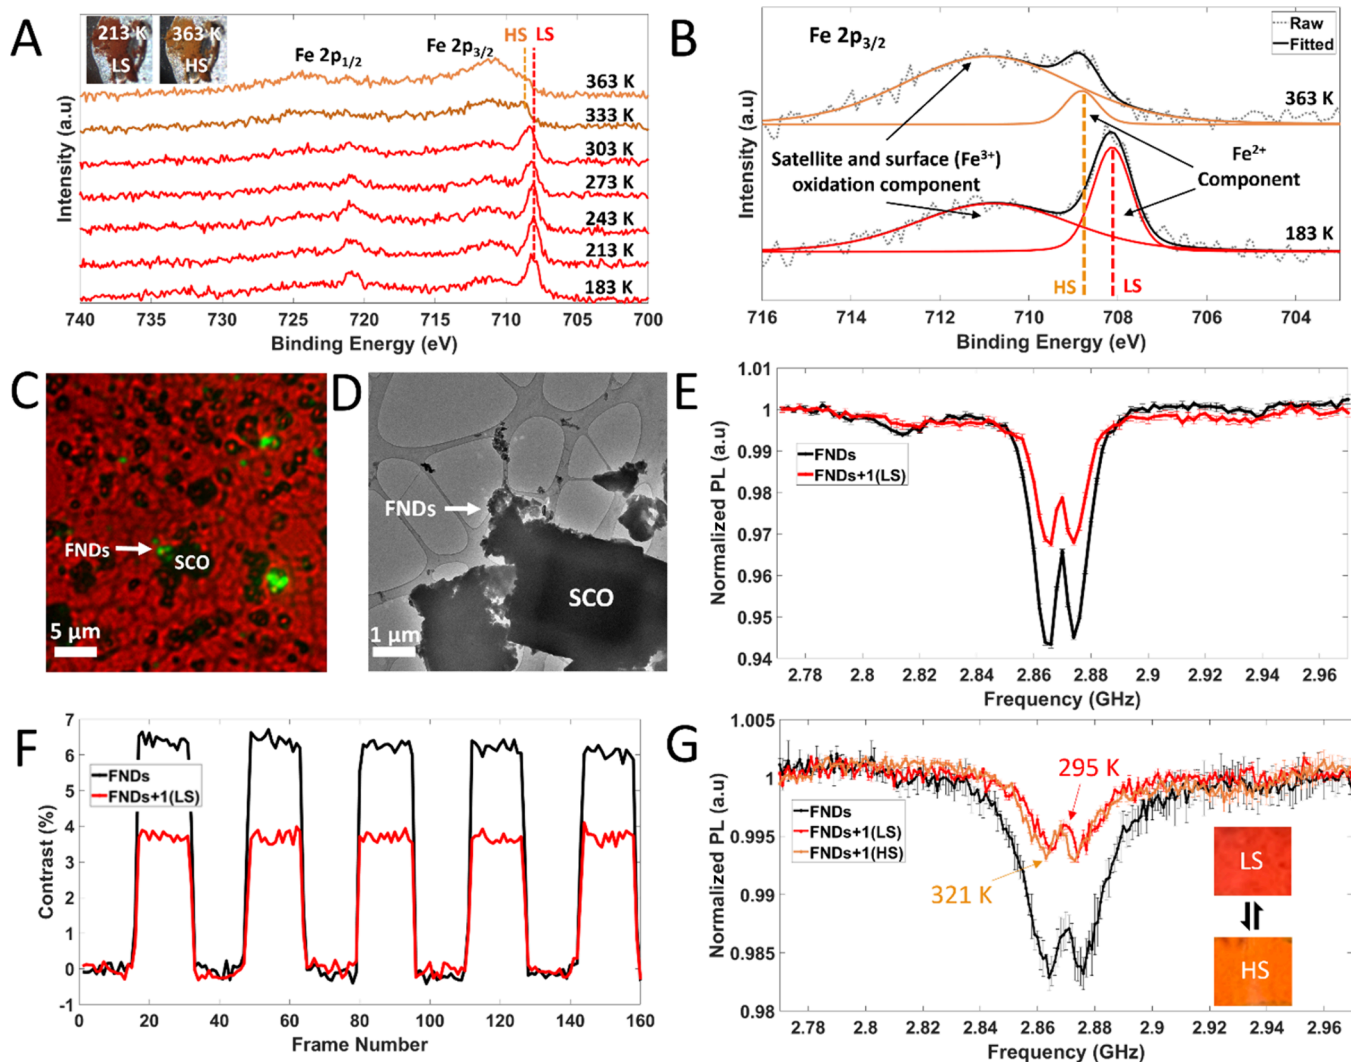 A
213 K
LS
363 K
HS
Fe 2p1/2
Fe 2p3/2
HS
LS
363 K
333 K
303 K
273 K
243 K
213 K
183 K
Intensity (a.u)
740 735 730 725 720 715 710 705 700
Binding Energy (eV)
B
Fe 2p3/2
Raw
Fitted
363 K
Satellite and surface (Fe3+)
oxidation component
Fe2+
Component
183 K
HS
LS
Intensity (a.u)
716 714 712 710 708 706 704
Binding Energy (eV)
C
FNDs
SCO
5 μm
D
FNDs
SCO
1 μm
E
1.01
1
0.99
0.98
0.97
0.96
0.95
0.94
Normalized PL (a.u)
FNDs
FNDs+1(LS)
2.78 2.8 2.82 2.84 2.86 2.88 2.9 2.92 2.94 2.96
Frequency (GHz)
F
7
6
5
4
3
2
1
0
-1
Contrast (%)
FNDs
FNDs+1(LS)
0 20 40 60 80 100 120 140 160
Frame Number
G
1.005
1
0.995
0.99
0.985
0.98
Normalized PL (a.u)
FNDs
FNDs+1(LS)
FNDs+1(HS)
295 K
321 K
LS
HS
2.78 2.8 2.82 2.84 2.86 2.88 2.9 2.92 2.94 2.96
Frequency (GHz)